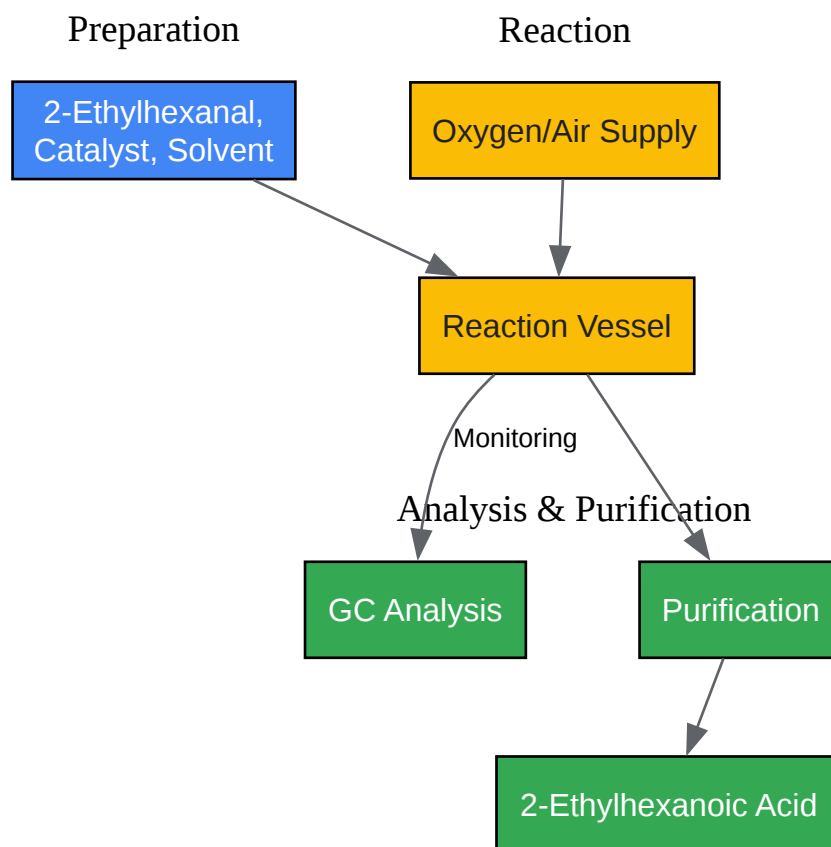 Preparation
Reaction
2-Ethylhexanal,
Catalyst, Solvent
Oxygen/Air Supply
Reaction Vessel
Monitoring
Analysis & Purification
GC Analysis
Purification
2-Ethylhexanoic Acid